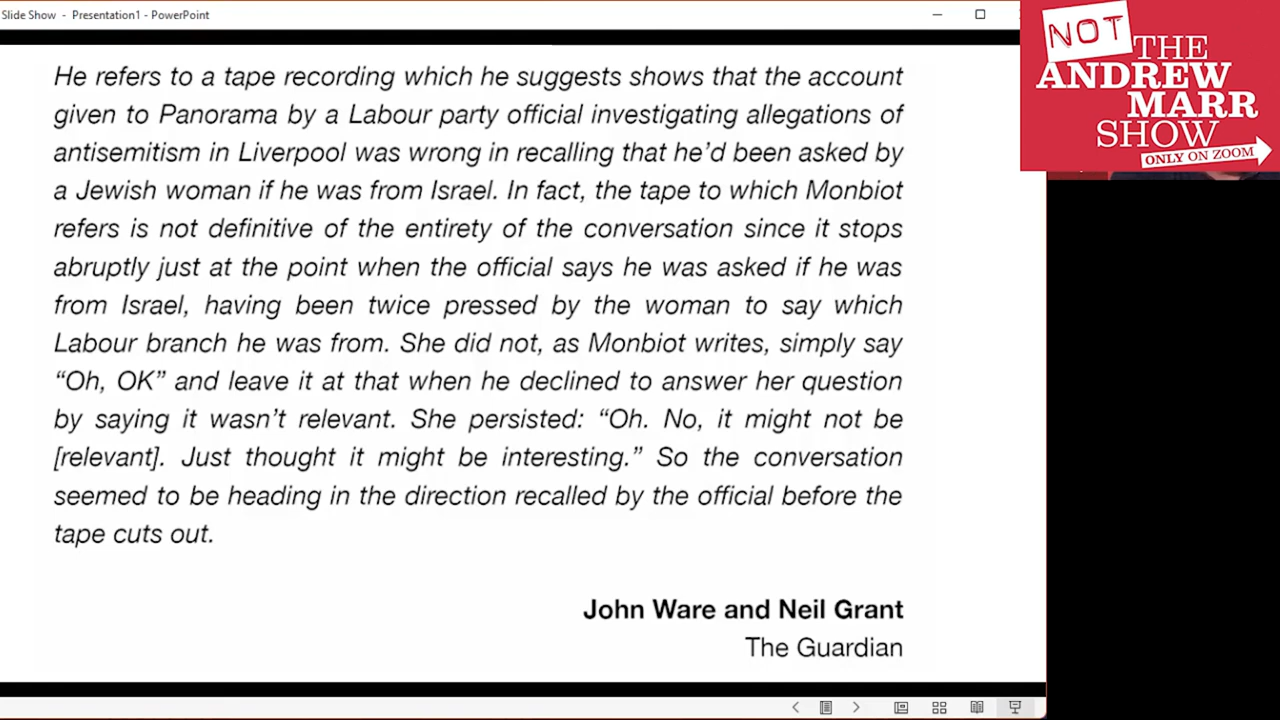 Slide Show - Presentation1 - PowerPoint
NOT
THE
ANDREW
MARR
SHOW
ONLY ON ZOOM
He refers to a tape recording which he suggests shows that the account
given to Panorama by a Labour party official investigating allegations of
antisemitism in Liverpool was wrong in recalling that he’d been asked by
a Jewish woman if he was from Israel. In fact, the tape to which Monbiot
refers is not definitive of the entirety of the conversation since it stops
abruptly just at the point when the official says he was asked if he was
from Israel, having been twice pressed by the woman to say which
Labour branch he was from. She did not, as Monbiot writes, simply say
“Oh, OK” and leave it at that when he declined to answer her question
by saying it wasn’t relevant. She persisted: “Oh. No, it might not be
[relevant]. Just thought it might be interesting.” So the conversation
seemed to be heading in the direction recalled by the official before the
tape cuts out.
John Ware and Neil Grant
The Guardian